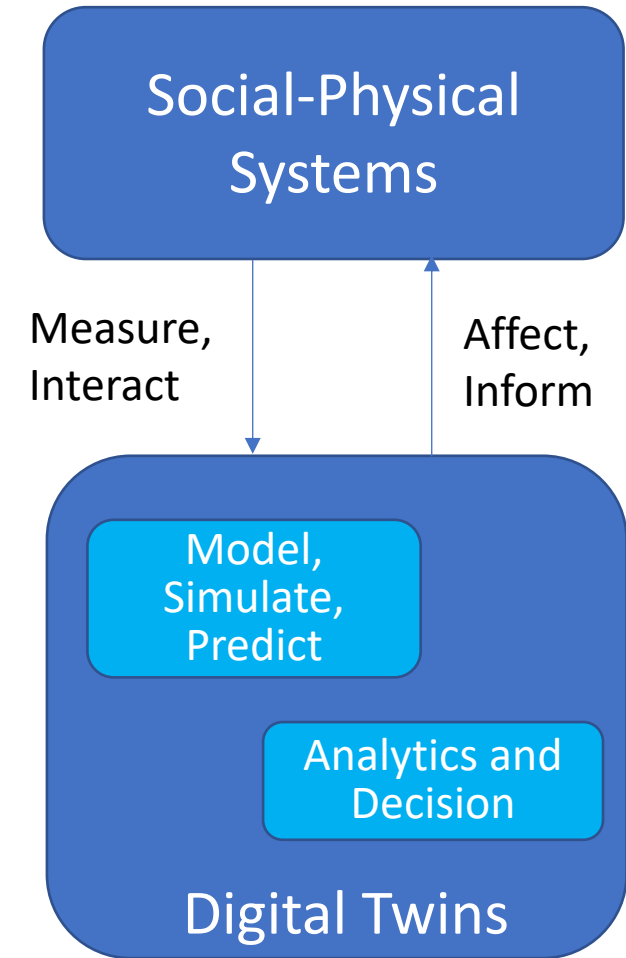 Social-Physical
Systems
Measure,
Interact
Affect,
Inform
Model,
Simulate,
Predict
Analytics and
Decision
Digital Twins